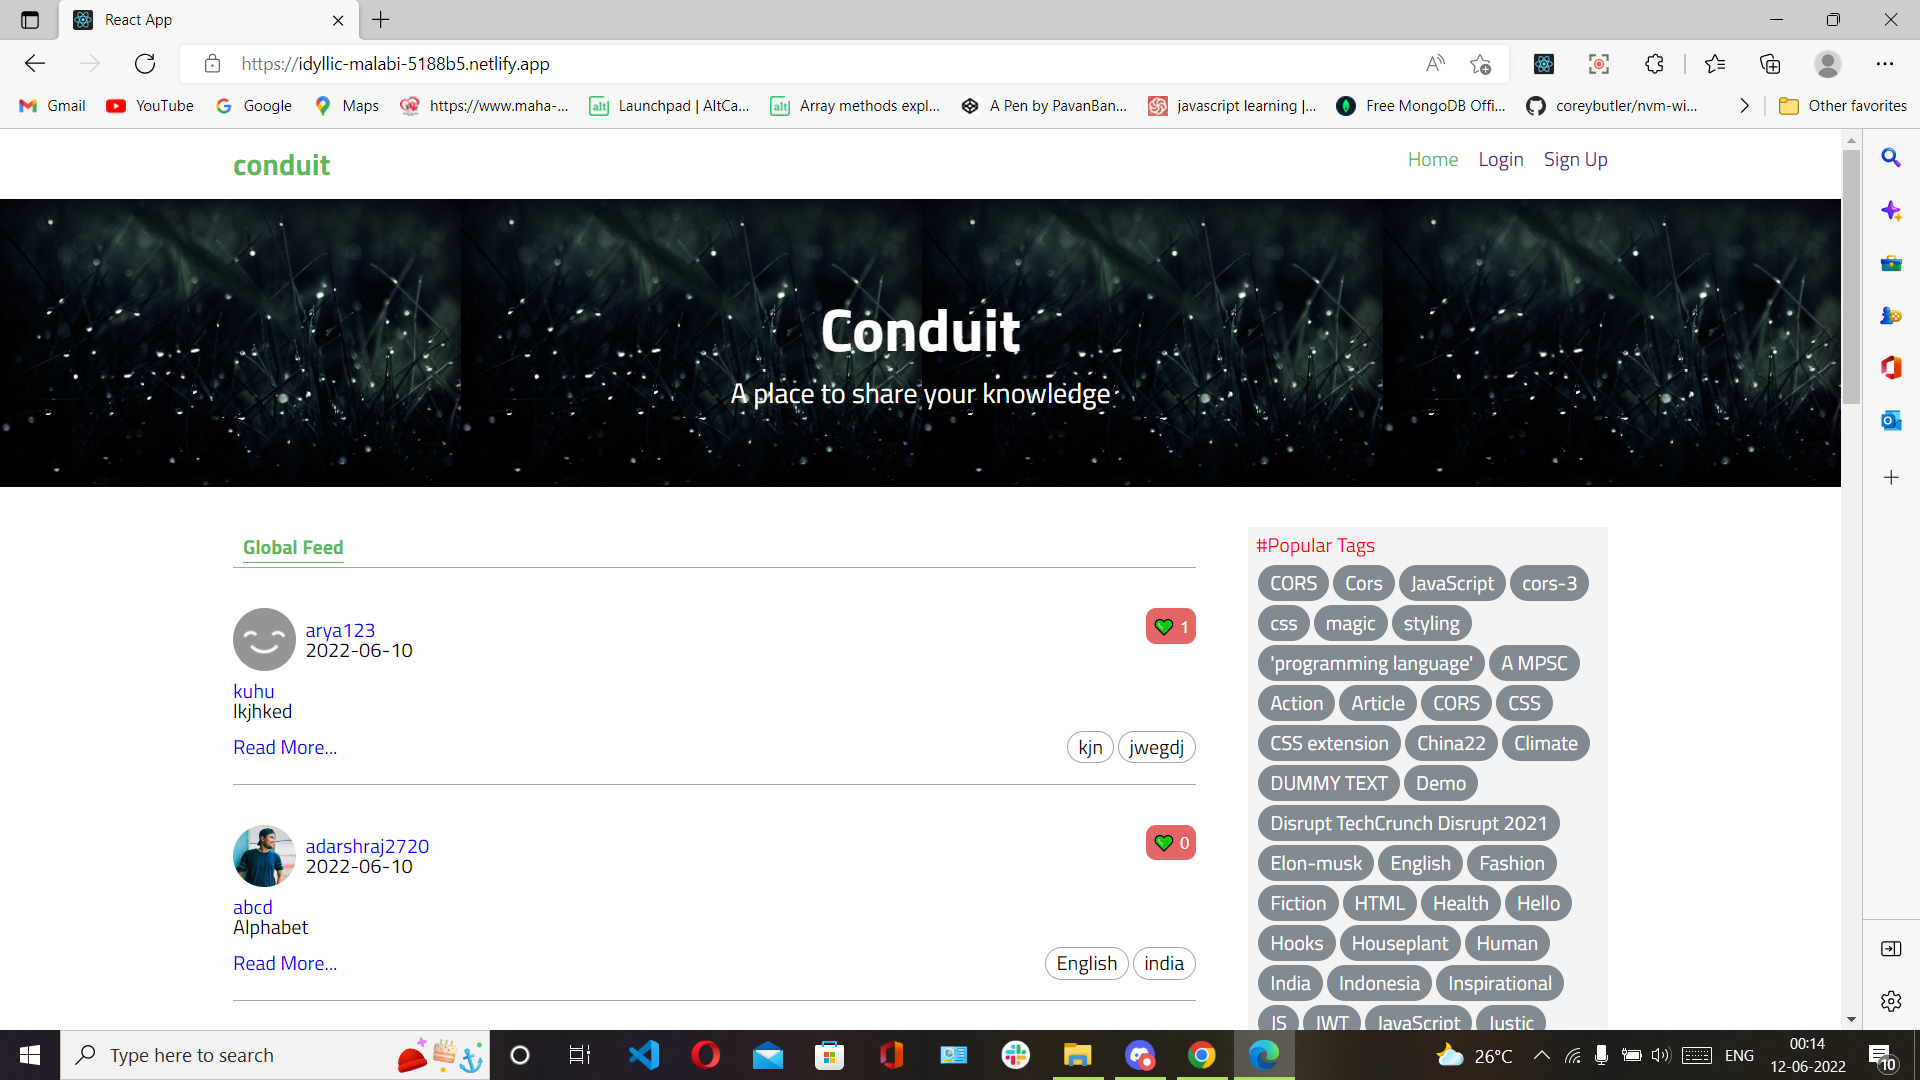 React App
https://idyllic-malabi-5188b5.netlify.app
Gmail YouTube Google Maps https://www.maha-... Launchpad | AltCa... Array methods expl... A Pen by PavanBan... javascript learning |... Free MongoDB Offi... coreybutler/nvm-wi... Other favorites
conduit
Home Login Sign Up
Conduit
A place to share your knowledge
Global Feed
arya123
2022-06-10
1
kuhu
lkjhked
Read More...
kjn jwegdj
adarshraj2720
2022-06-10
0
abcd
Alphabet
Read More...
English india
#Popular Tags
CORS Cors JavaScript cors-3
css magic styling
'programming language' A MPSC
Action Article CORS CSS
CSS extension China22 Climate
DUMMY TEXT Demo
Disrupt TechCrunch Disrupt 2021
Elon-musk English Fashion
Fiction HTML Health Hello
Hooks Houseplant Human
India Indonesia Inspirational
JS JWT JavaScript Justic
Type here to search
26°C
ENG
00:14
12-06-2022
10